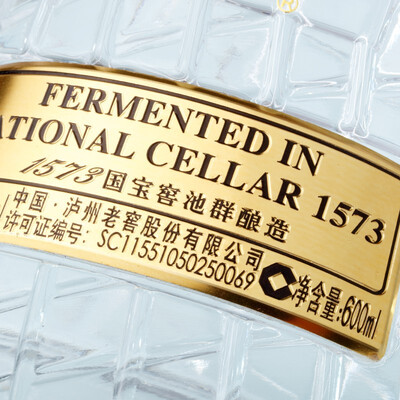 FERMENTED IN
ATIONAL CELLAR 1573
1573国宝窖池群酿造
中国·泸州老窖股份有限公司
许可证编号: SC11551050250069 净含量:600ml